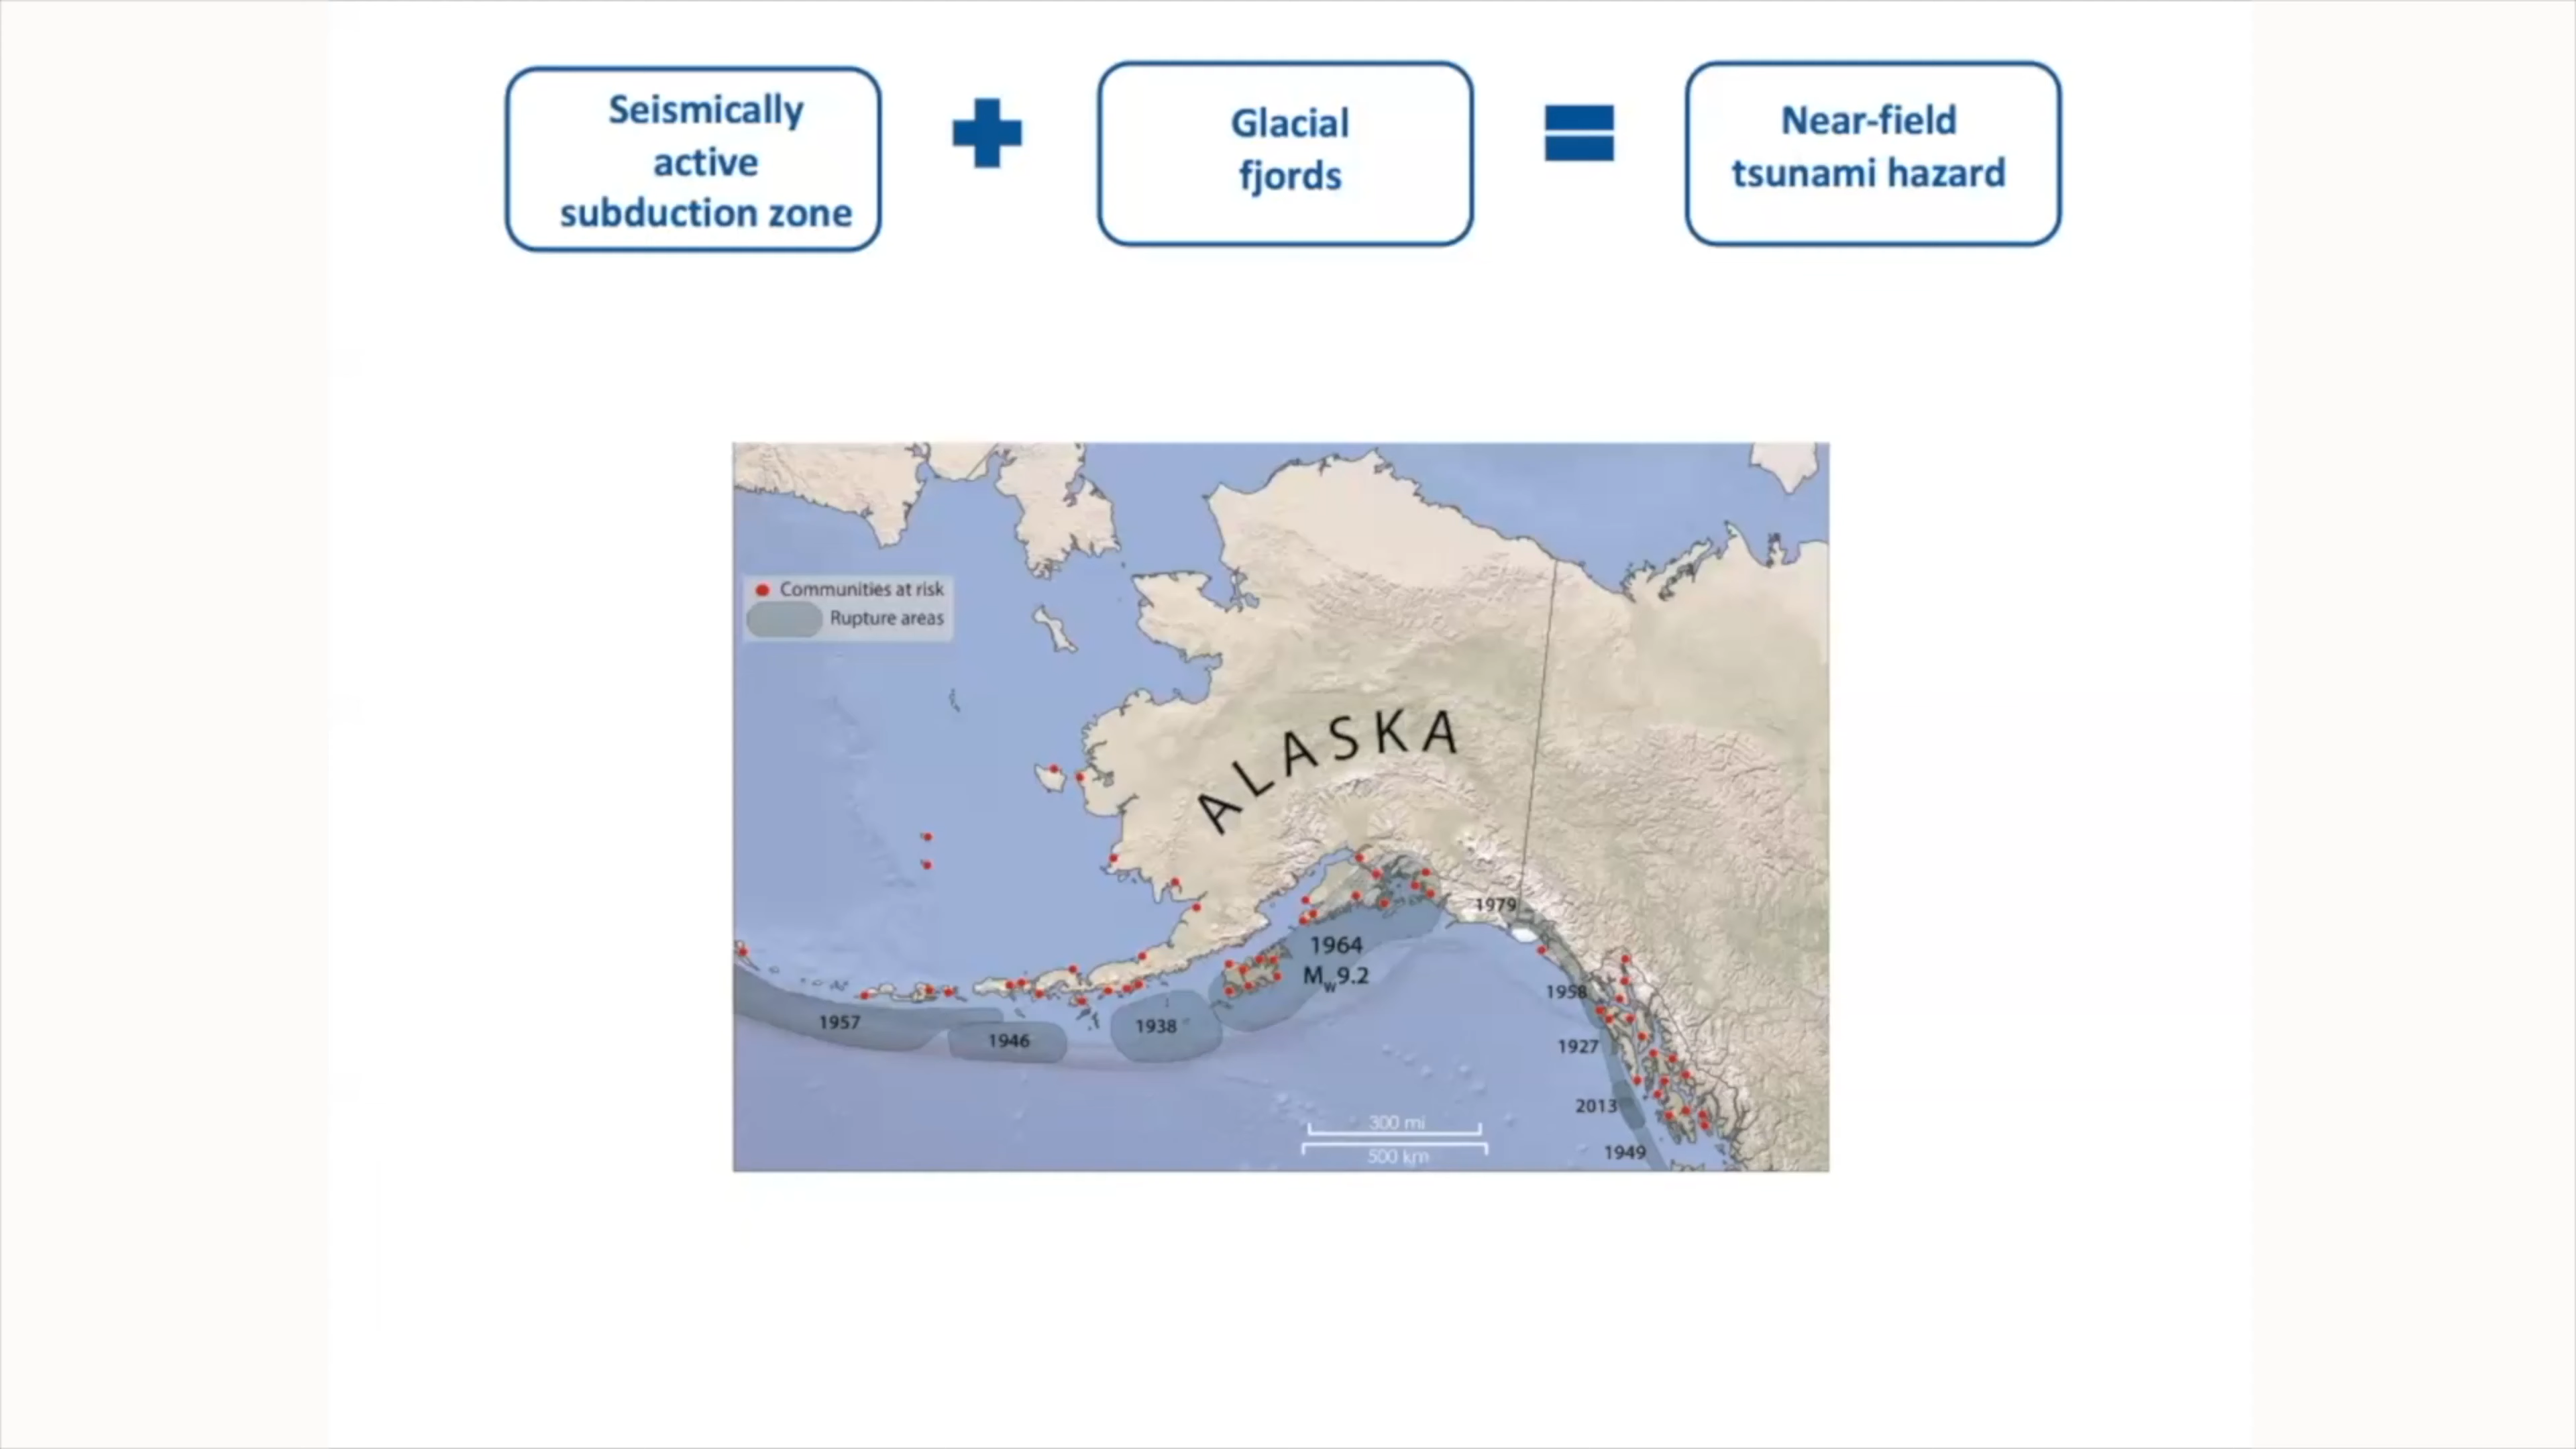 Seismically
active
subduction zone
Glacial
fjords
Near-field
tsunami hazard
Communities at risk
Rupture areas
ALASKA
1979
1964
Mw9.2
1958
1957
1938
1946
1927
2013
1949
300 mi
500 km